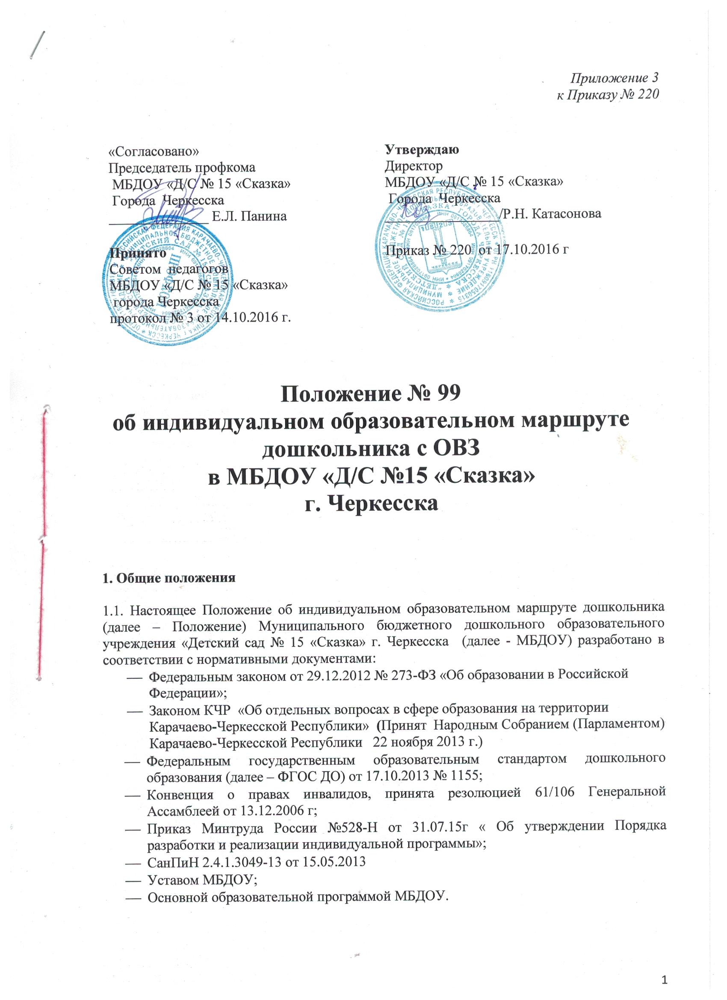 Приложение 3
к Приказу № 220
«Согласовано»
Председатель профкома
МБДОУ «Д/С № 15 «Сказка»
Города Черкесска
Е.Л. Панина
Принято
Советом педагогов
МБДОУ «Д/С № 15 «Сказка»
города Черкесска
протокол № 3 от 14.10.2016 г.
Утверждаю
Директор
МБДОУ «Д/С № 15 «Сказка»
Города Черкесска
/Р.Н. Катасонова
Приказ № 220 от 17.10.2016 г
Положение № 99
об индивидуальном образовательном маршруте
дошкольника с ОВЗ
в МБДОУ «Д/С №15 «Сказка»
г. Черкесска
1. Общие положения
1.1. Настоящее Положение об индивидуальном образовательном маршруте дошкольника
(далее – Положение) Муниципального бюджетного дошкольного образовательного
учреждения «Детский сад № 15 «Сказка» г. Черкесска (далее - МБДОУ) разработано в
соответствии с нормативными документами:
— Федеральным законом от 29.12.2012 № 273-ФЗ «Об образовании в Российской
Федерации»;
— Законом КЧР «Об отдельных вопросах в сфере образования на территории
Карачаево-Черкесской Республики» (Принят Народным Собранием (Парламентом)
Карачаево-Черкесской Республики 22 ноября 2013 г.)
— Федеральным государственным образовательным стандартом дошкольного
образования (далее – ФГОС ДО) от 17.10.2013 № 1155;
— Конвенция о правах инвалидов, принята резолюцией 61/106 Генеральной
Ассамблеей от 13.12.2006 г;
— Приказ Минтруда России №528-Н от 31.07.15г « Об утверждении Порядка
разработки и реализации индивидуальной программы»;
— СанПиН 2.4.1.3049-13 от 15.05.2013
— Уставом МБДОУ;
— Основной образовательной программой МБДОУ.
1